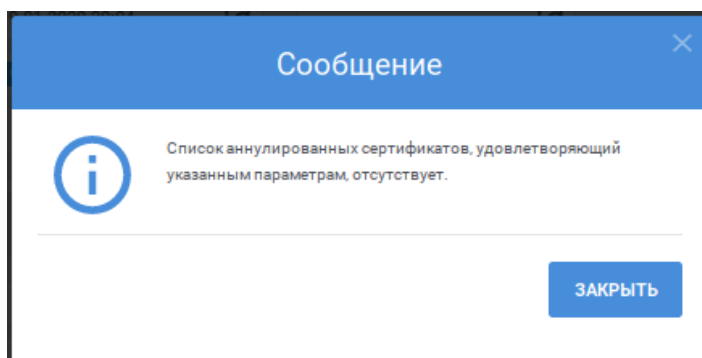 Сообщение
Список аннулированных сертификатов, удовлетворяющий
указанным параметрам, отсутствует.
ЗАКРЫТЬ